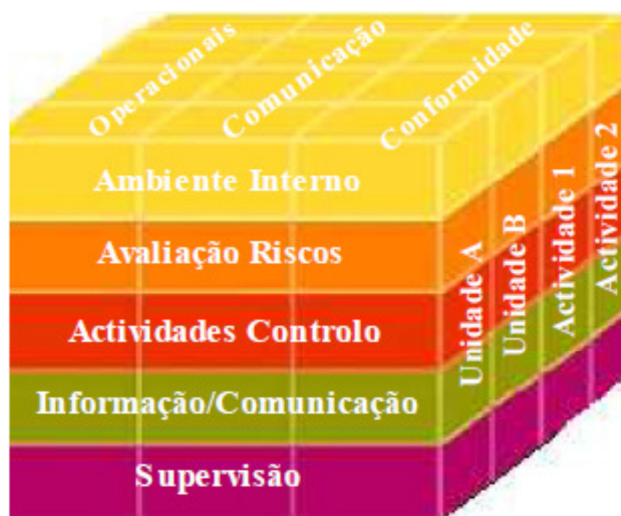 Operacionais
Comunicação
Conformidade
Ambiente Interno
Avaliação Riscos
Actividades Controlo
Informação/Comunicação
Supervisão
Unidade A
Unidade B
Actividade 1
Actividade 2